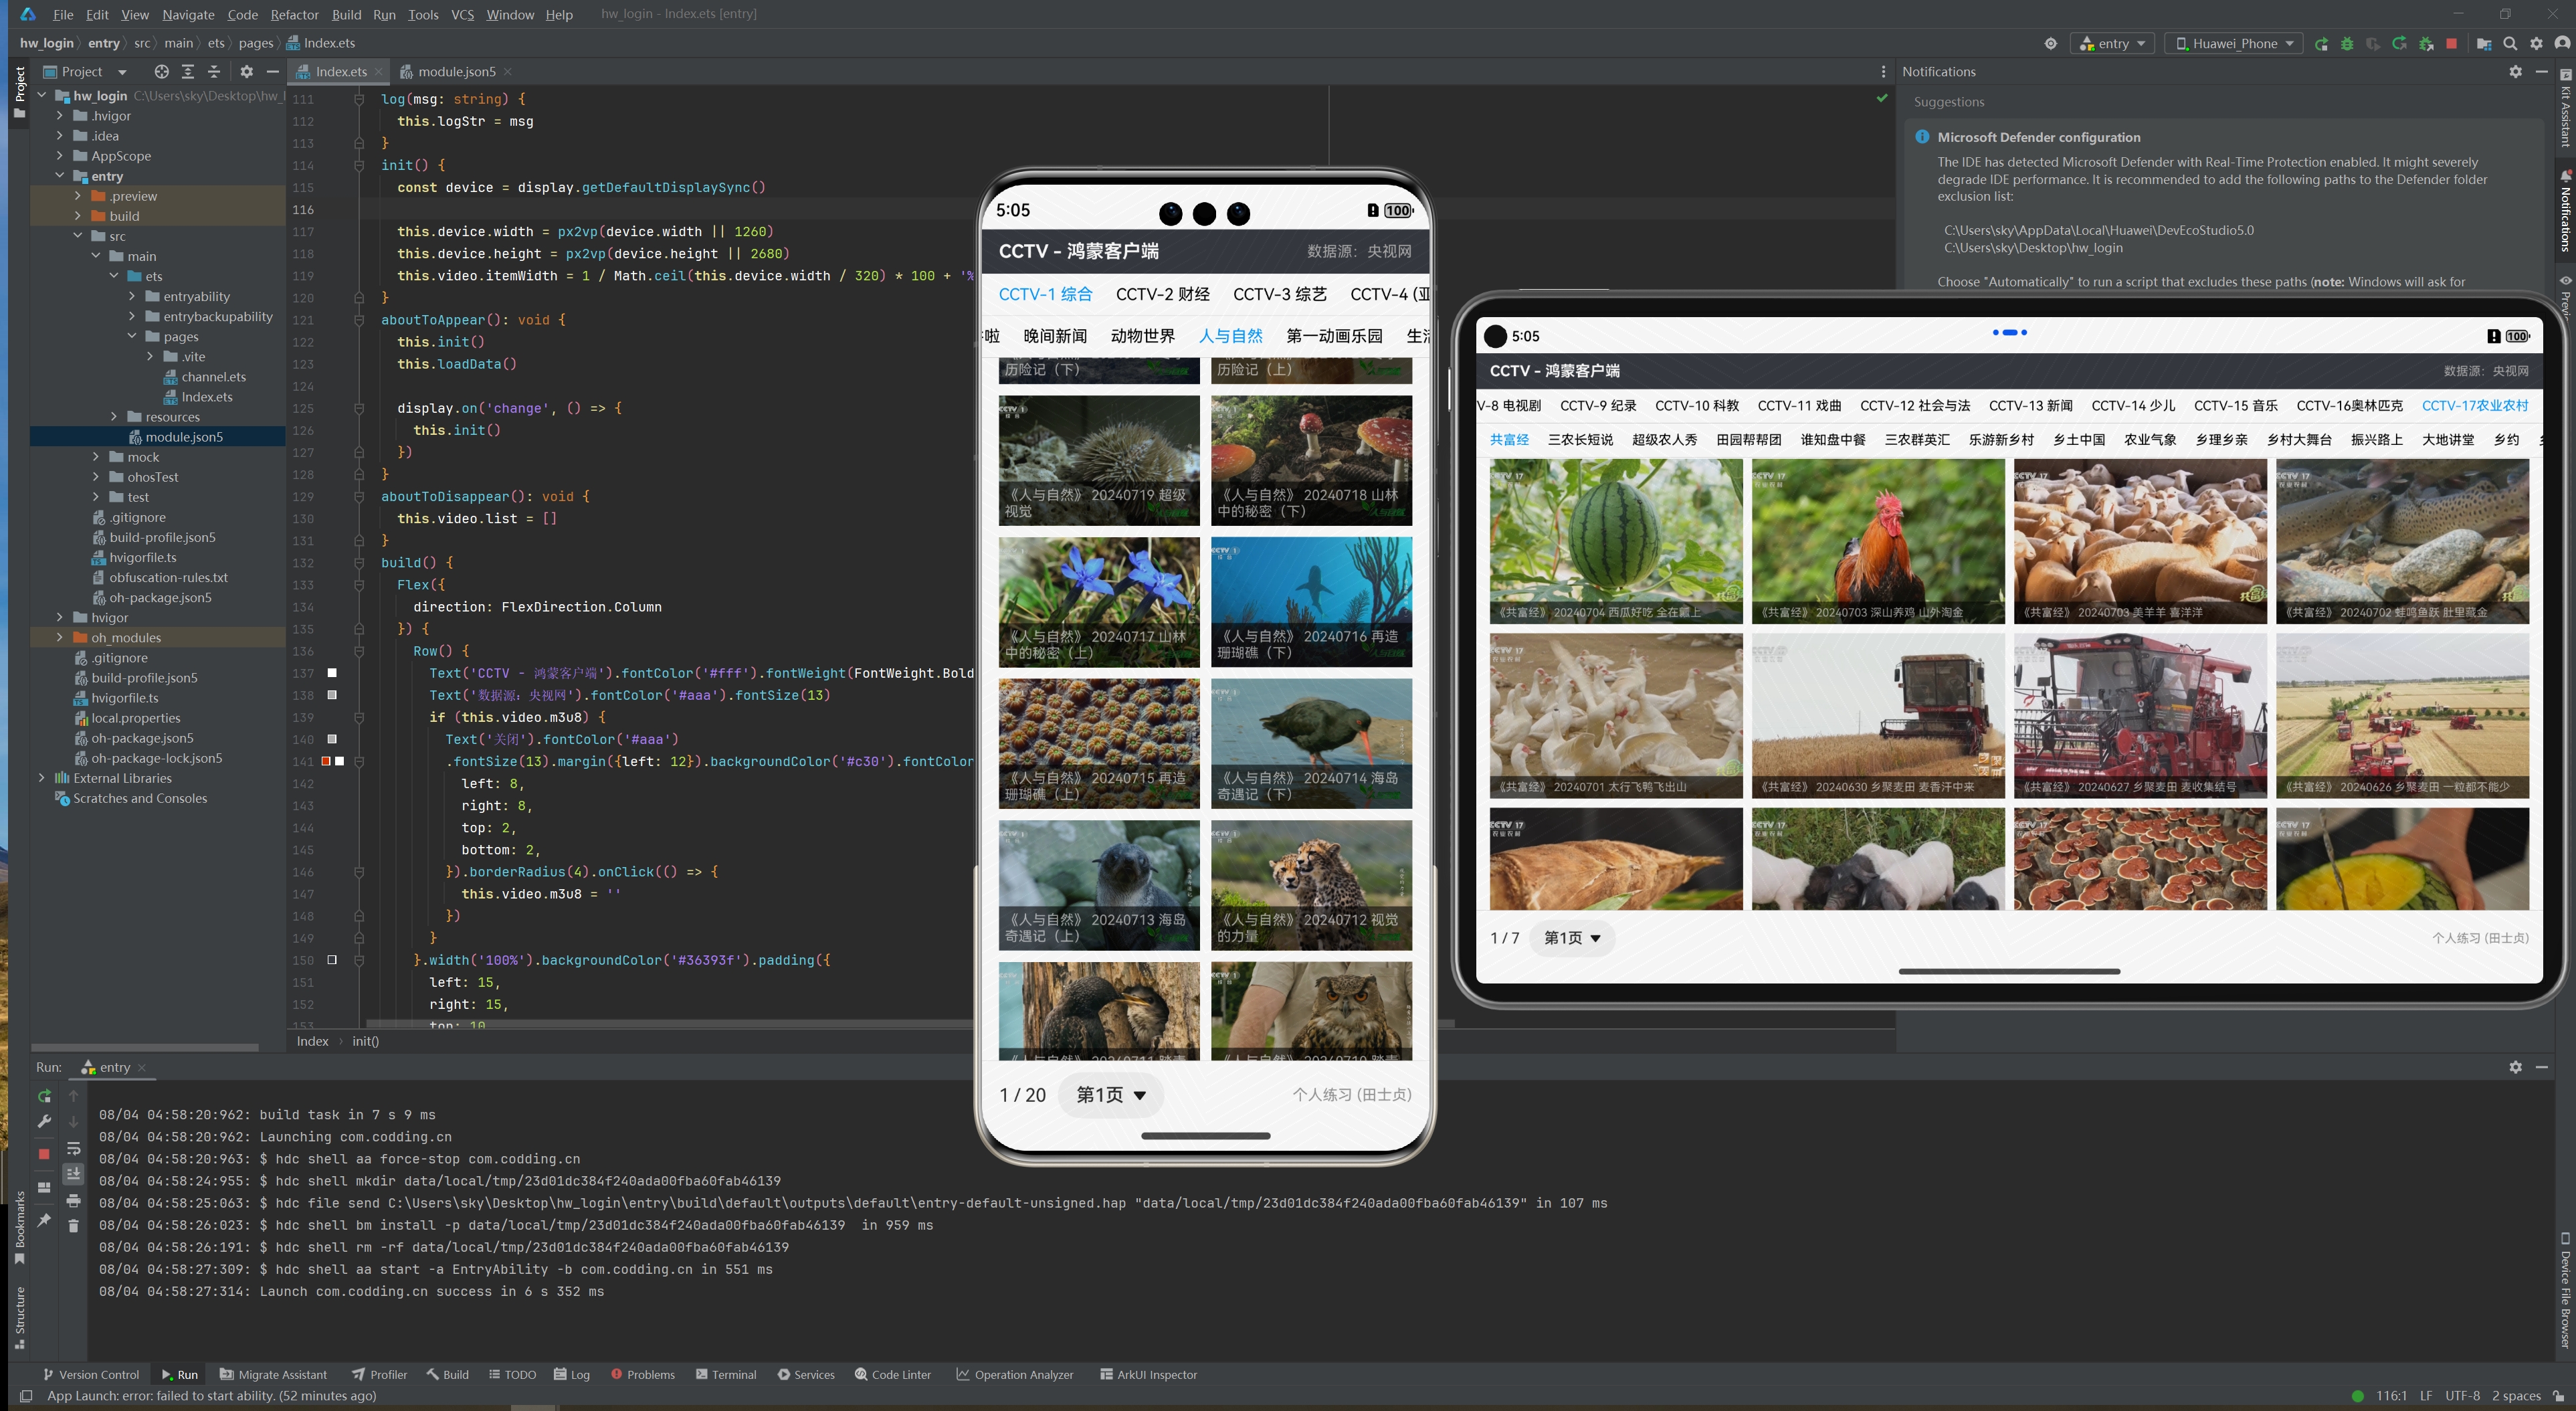 File Edit View Navigate Code Refactor Build Run Tools VCS Window Help hw_login - Index.ets [entry]
hw_login entry src main ets pages Index.ets
entry Huawei_Phone
Project
Index.ets
module.json5
Notifications
hw_login C:\Users\sky\Desktop\hw_l
.hvigor
.idea
AppScope
entry
.preview
build
src
main
ets
entryability
entrybackupability
pages
.vite
channel.ets
Index.ets
resources
module.json5
mock
ohosTest
test
.gitignore
build-profile.json5
hvigorfile.ts
obfuscation-rules.txt
oh-package.json5
hvigor
oh_modules
.gitignore
build-profile.json5
hvigorfile.ts
local.properties
oh-package.json5
oh-package-lock.json5
External Libraries
Scratches and Consoles
Project
Bookmarks
Structure
111 log(msg: string) {
112 this.logStr = msg
113 }
114 init() {
115 const device = display.getDefaultDisplaySync()
116
117 this.device.width = px2vp(device.width || 1260)
118 this.device.height = px2vp(device.height || 2680)
119 this.video.itemWidth = 1 / Math.ceil(this.device.width / 320) * 100 + '%
120 }
121 aboutToAppear(): void {
122 this.init()
123 this.loadData()
124
125 display.on('change', () => {
126 this.init()
127 })
128 }
129 aboutToDisappear(): void {
130 this.video.list = []
131 }
132 build() {
133 Flex({
134 direction: FlexDirection.Column
135 }) {
136 Row() {
137 Text('CCTV - 鸿蒙客户端').fontColor('#fff').fontWeight(FontWeight.Bold
138 Text('数据源: 央视网').fontColor('#aaa').fontSize(13)
139 if (this.video.m3u8) {
140 Text('关闭').fontColor('#aaa')
141 .fontSize(13).margin({left: 12}).backgroundColor('#c30').fontColor
142 left: 8,
143 right: 8,
144 top: 2,
145 bottom: 2,
146 }).borderRadius(4).onClick(() => {
147 this.video.m3u8 = ''
148 })
149 }
150 }.width('100%').backgroundColor('#36393f').padding({
151 left: 15,
152 right: 15,
153 top: 10
Index init()
5:05
100
CCTV - 鸿蒙客户端 数据源：央视网
CCTV-1 综合 CCTV-2 财经 CCTV-3 综艺 CCTV-4 (亚
啦 晚间新闻 动物世界 人与自然 第一动画乐园 生活
历险记（下）
历险记（上）
《人与自然》 20240719 超级视觉
《人与自然》 20240718 山林中的秘密（下）
《人与自然》 20240717 山林中的秘密（上）
《人与自然》 20240716 再造珊瑚礁（下）
《人与自然》 20240715 再造珊瑚礁（上）
《人与自然》 20240714 海岛奇遇记（下）
《人与自然》 20240713 海岛奇遇记（上）
《人与自然》 20240712 视觉的力量
1 / 20 第1页 个人练习 (田士贞)
Suggestions
Microsoft Defender configuration
The IDE has detected Microsoft Defender with Real-Time Protection enabled. It might severely
degrade IDE performance. It is recommended to add the following paths to the Defender folder
exclusion list:
C:\Users\sky\AppData\Local\Huawei\DevEcoStudio5.0
C:\Users\sky\Desktop\hw_login
Choose "Automatically" to run a script that excludes these paths (note: Windows will ask for
Kit Assistant
Notifications
Device File Browser
5:05
100
CCTV - 鸿蒙客户端 数据源：央视网
V-8 电视剧 CCTV-9 纪录 CCTV-10 科教 CCTV-11 戏曲 CCTV-12 社会与法 CCTV-13 新闻 CCTV-14 少儿 CCTV-15 音乐 CCTV-16奥林匹克 CCTV-17农业农村
共富经 三农长短说 超级农人秀 田园帮帮团 谁知盘中餐 三农群英汇 乐游新乡村 乡土中国 农业气象 乡理乡亲 乡村大舞台 振兴路上 大地讲堂 乡约
《共富经》 20240704 西瓜好吃 全在藤上
《共富经》 20240703 深山养鸡 山外淘金
《共富经》 20240703 美羊羊 喜洋洋
《共富经》 20240702 蛙鸣鱼跃 肚里藏金
《共富经》 20240701 太行飞鸭飞出山
《共富经》 20240630 乡聚麦田 麦香汗中来
《共富经》 20240627 乡聚麦田 麦收集结号
《共富经》 20240626 乡聚麦田 一粒都不能少
1 / 7 第1页 个人练习 (田士贞)
Run: entry
08/04 04:58:20:962: build task in 7 s 9 ms
08/04 04:58:20:962: Launching com.codding.cn
08/04 04:58:20:963: $ hdc shell aa force-stop com.codding.cn
08/04 04:58:24:955: $ hdc shell mkdir data/local/tmp/23d01dc384f240ada00fba60fab46139
08/04 04:58:25:063: $ hdc file send C:\Users\sky\Desktop\hw_login\entry\build\default\outputs\default\entry-default-unsigned.hap "data/local/tmp/23d01dc384f240ada00fba60fab46139" in 107 ms
08/04 04:58:26:023: $ hdc shell bm install -p data/local/tmp/23d01dc384f240ada00fba60fab46139 in 959 ms
08/04 04:58:26:191: $ hdc shell rm -rf data/local/tmp/23d01dc384f240ada00fba60fab46139
08/04 04:58:27:309: $ hdc shell aa start -a EntryAbility -b com.codding.cn in 551 ms
08/04 04:58:27:314: Launch com.codding.cn success in 6 s 352 ms
Version Control Run Migrate Assistant Profiler Build TODO Log Problems Terminal Services Code Linter Operation Analyzer ArkUI Inspector
App Launch: error: failed to start ability. (52 minutes ago) 116:1 LF UTF-8 2 spaces